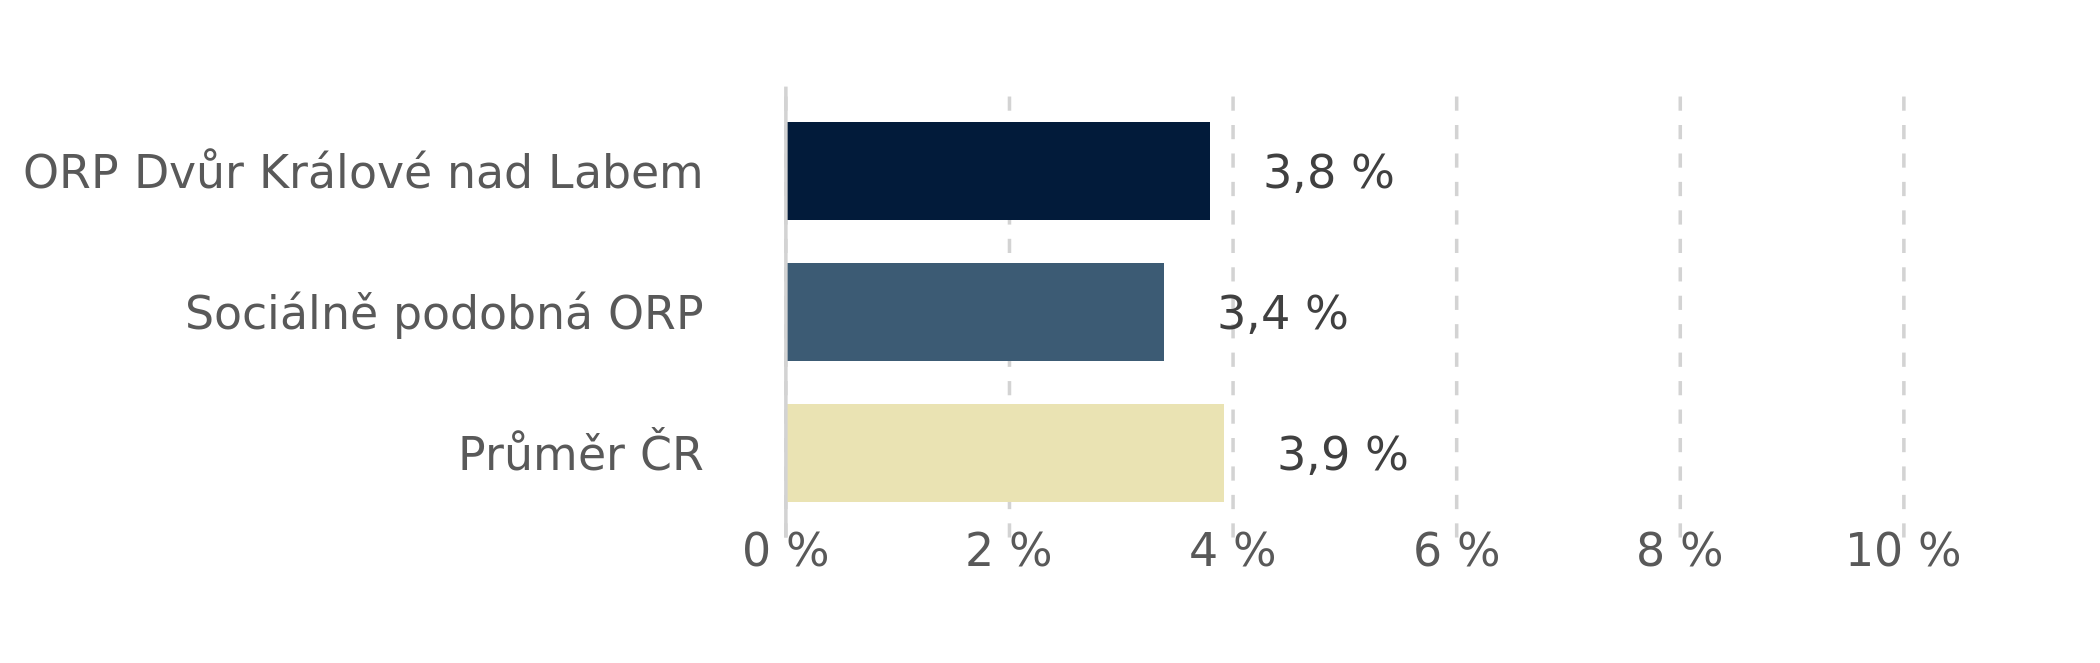 ORP Dvůr Králové nad Labem 3,8 %
Sociálně podobná ORP 3,4 %
Průměr ČR 3,9 %
0 % 2 % 4 % 6 % 8 % 10 %